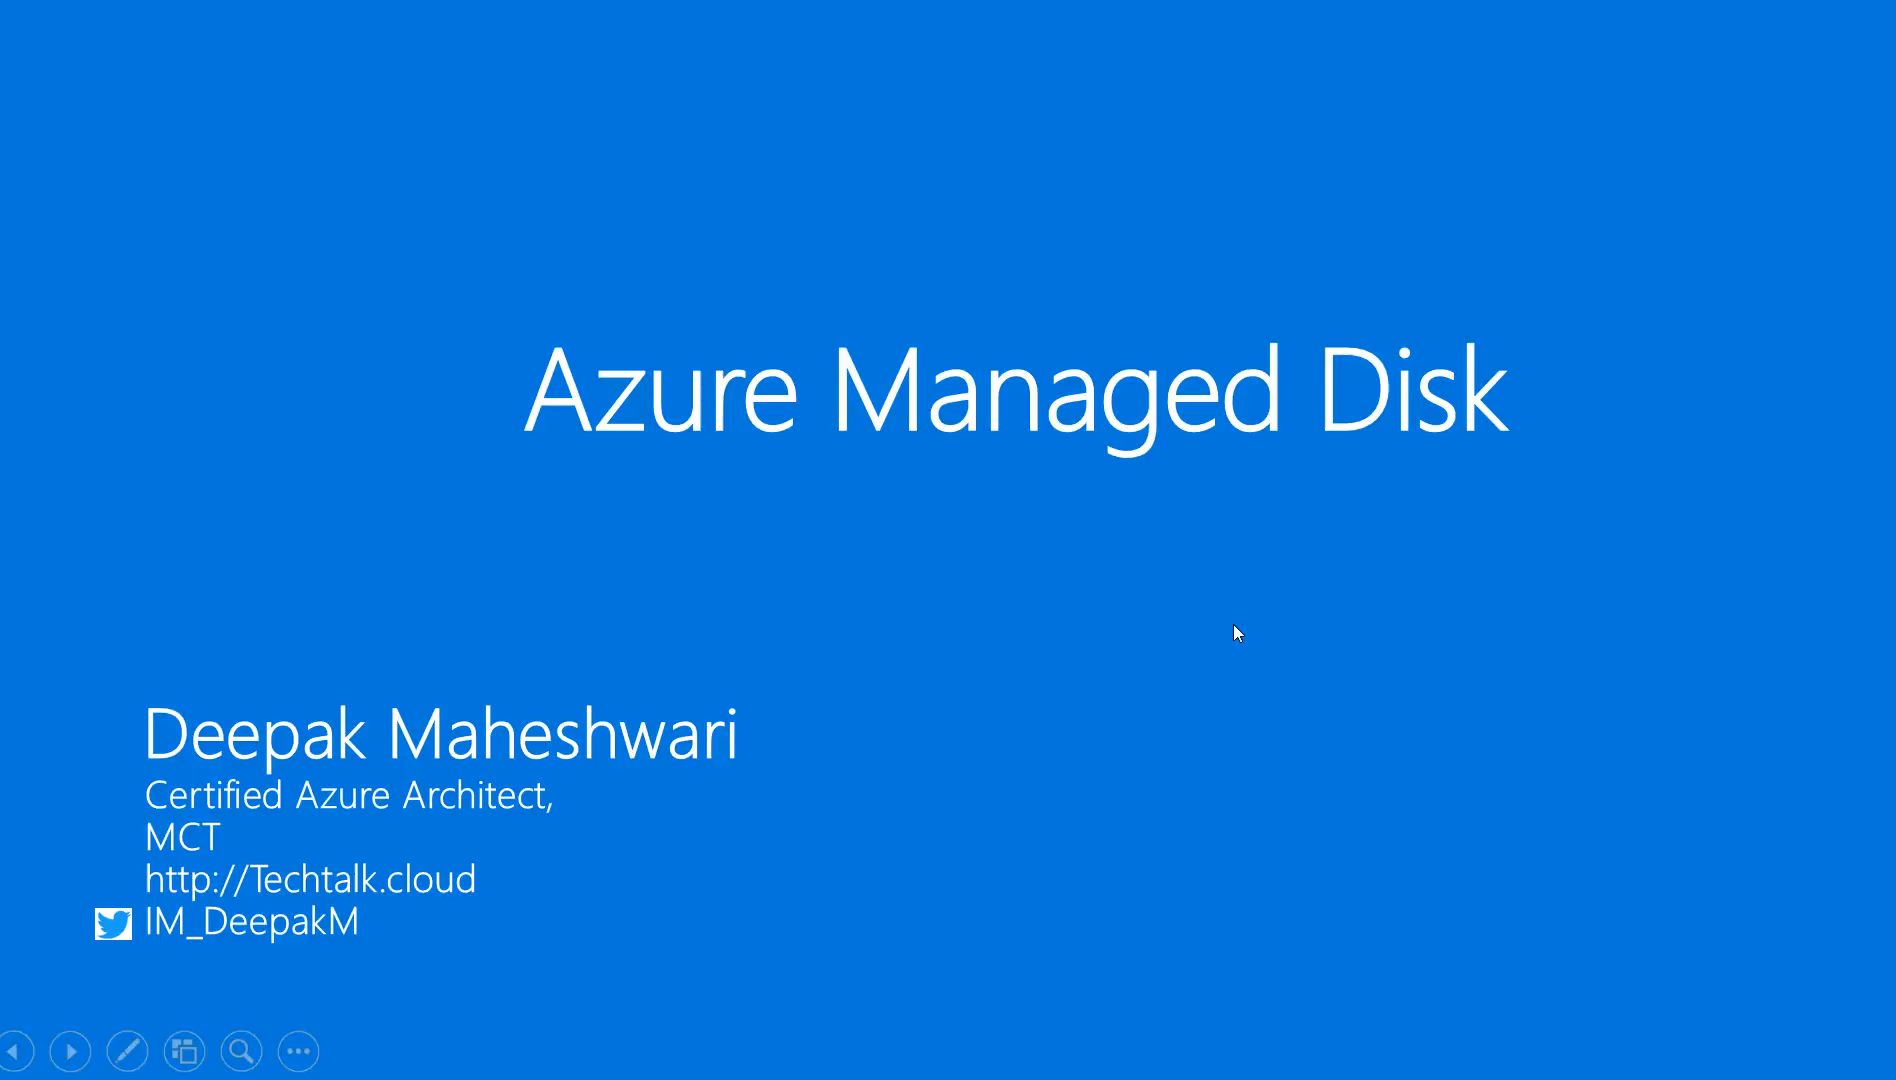 Azure Managed Disk
Deepak Maheshwari
Certified Azure Architect,
MCT
http://Techtalk.cloud
IM_DeepakM